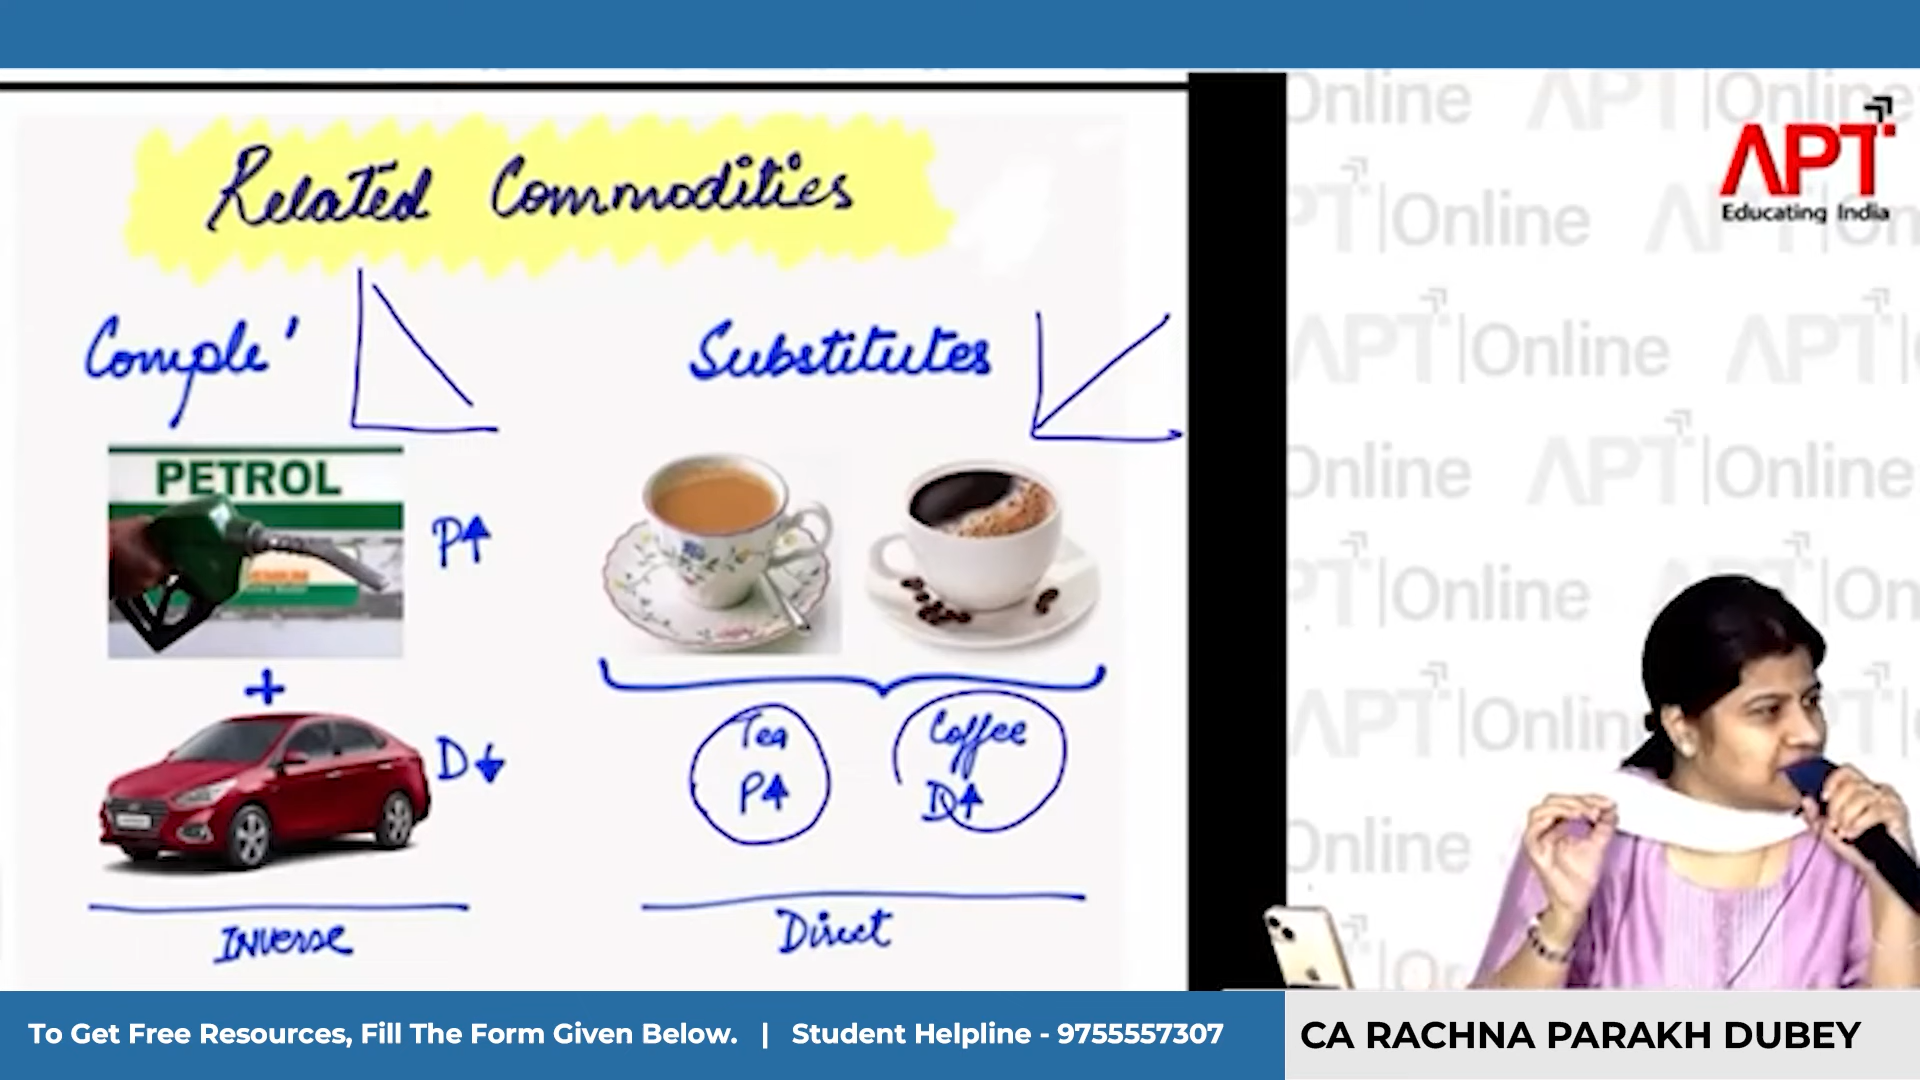 Related Commodities
Comple'
Substitutes
PETROL
P↑
+
D↓
Inverse
Tea
P↑
Coffee
D↑
Direct
APT
Educating India
APT|Online
To Get Free Resources, Fill The Form Given Below. | Student Helpline - 9755557307
CA RACHNA PARAKH DUBEY